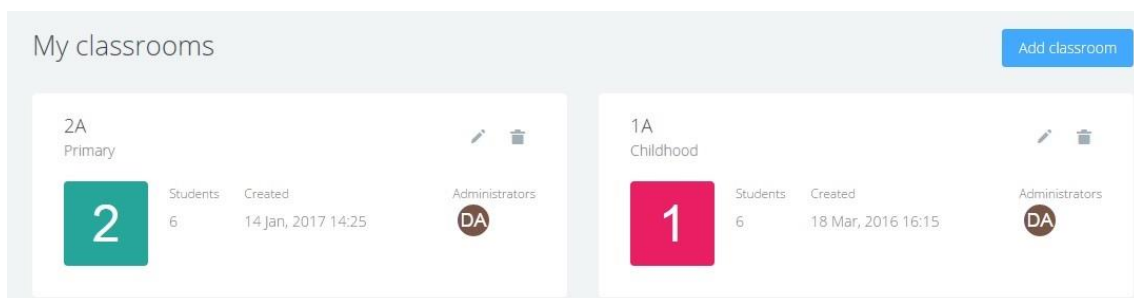 My classrooms
Add classroom
2A
Primary
2
Students
Created
Administrators
6
14 Jan, 2017 14:25
DA
1A
Childhood
1
Students
Created
Administrators
6
18 Mar, 2016 16:15
DA